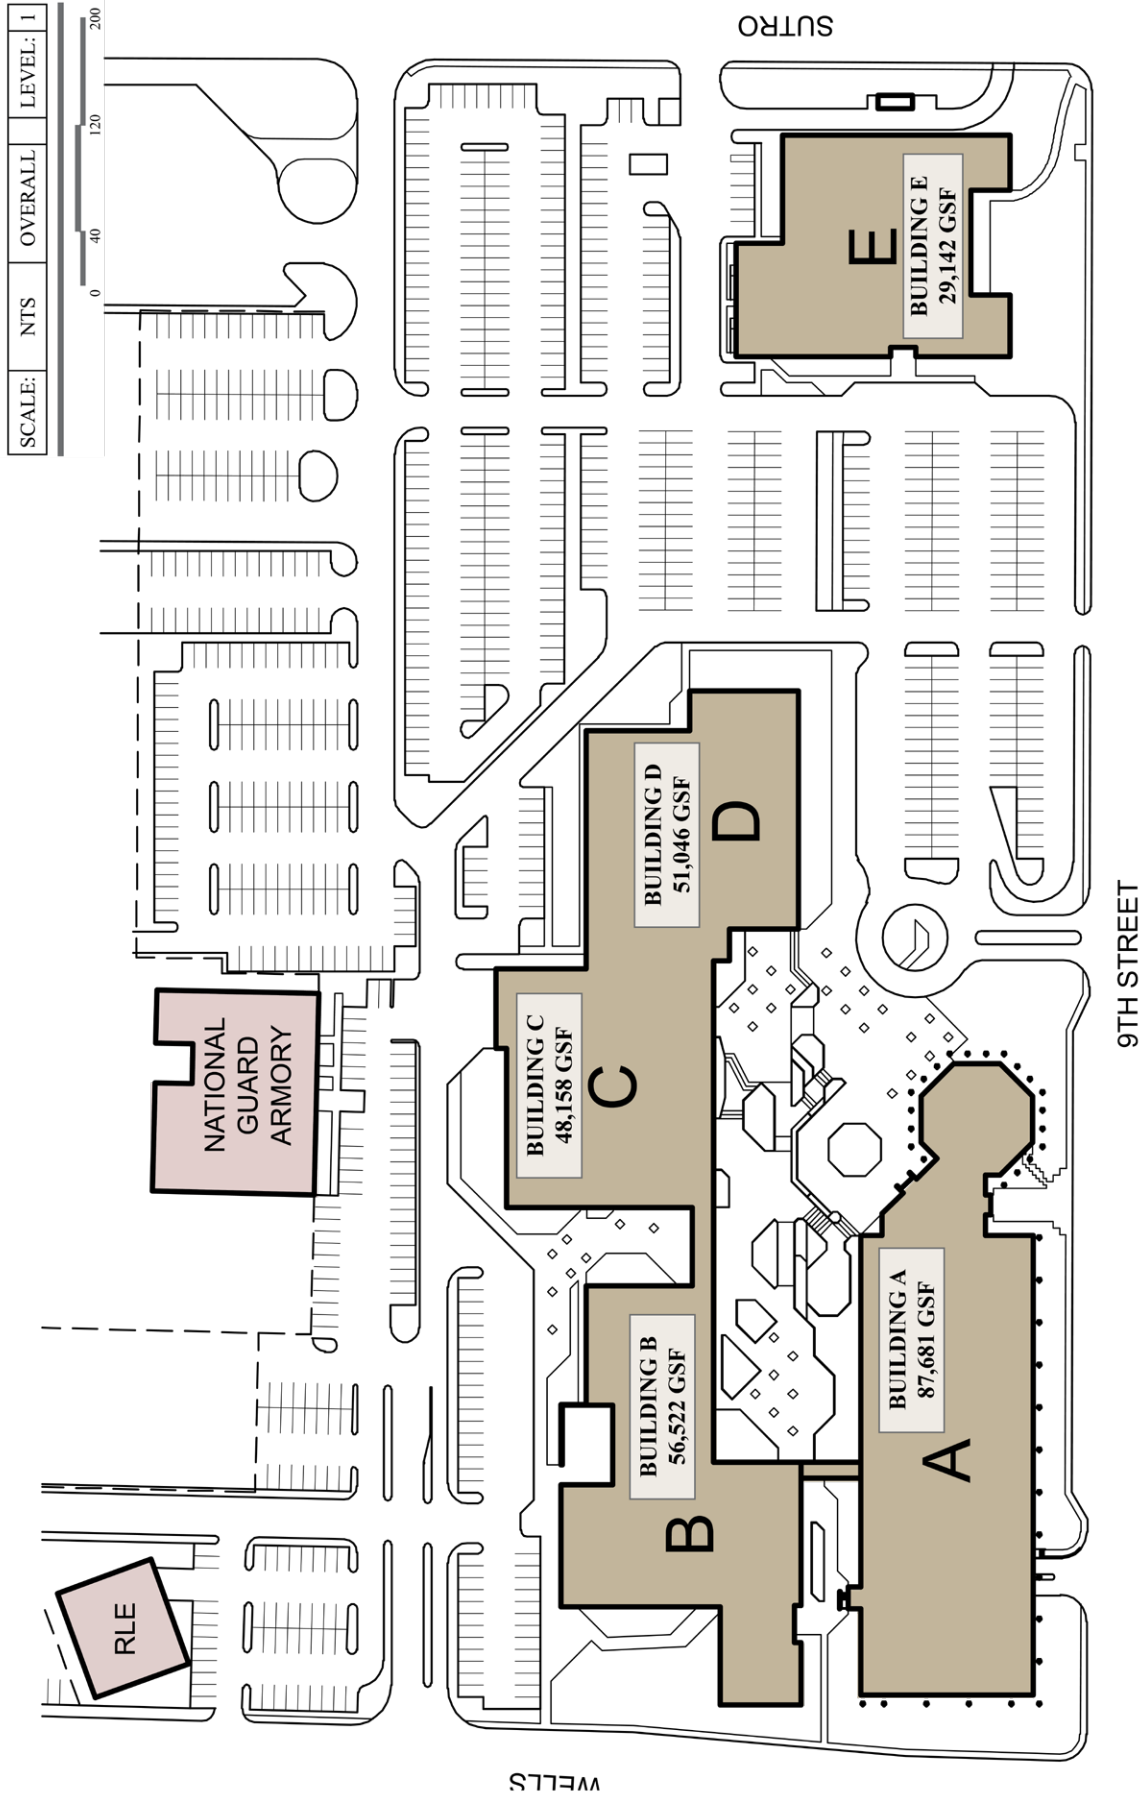 SCALE: NTS OVERALL LEVEL: 1
0 40 120 200
SUTRO
BUILDING E
29,142 GSF
E
NATIONAL
GUARD
ARMORY
BUILDING D
51,046 GSF
D
BUILDING C
48,158 GSF
C
BUILDING B
56,522 GSF
B
BUILDING A
87,681 GSF
A
RLE
9TH STREET
WELLS